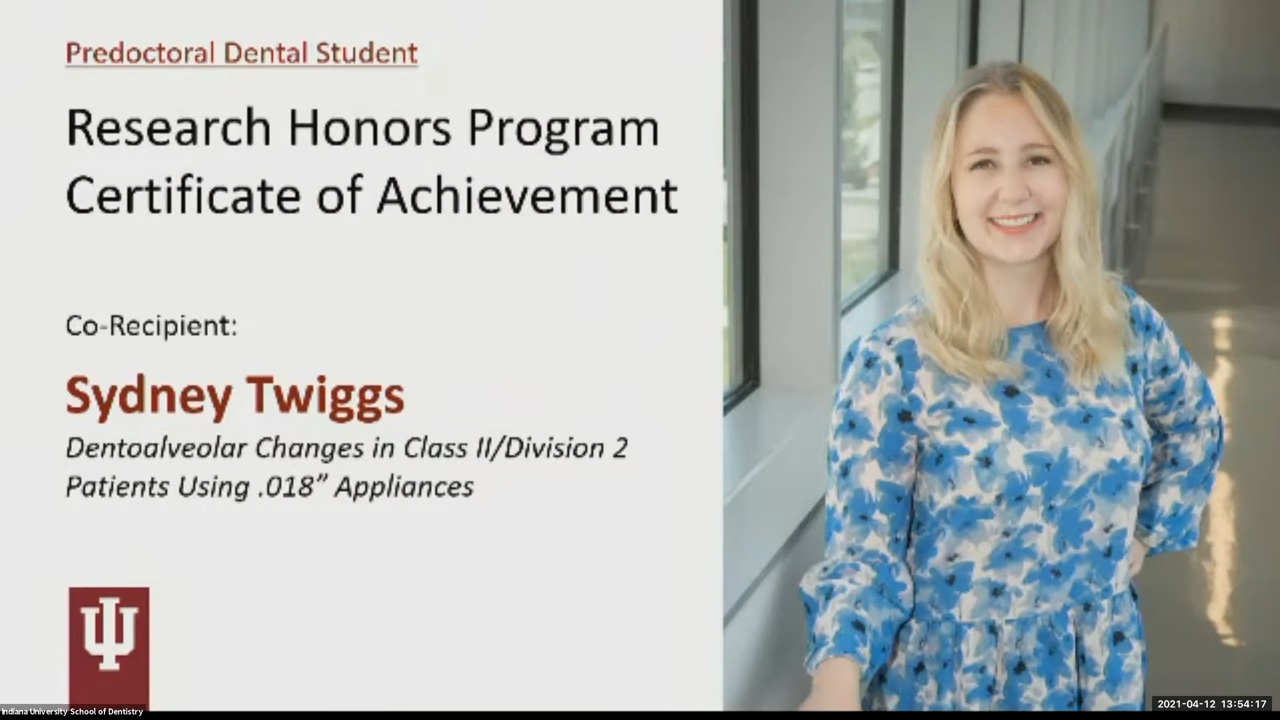 Predoctoral Dental Student
Research Honors Program
Certificate of Achievement
Co-Recipient:
Sydney Twiggs
Dentoalveolar Changes in Class II/Division 2
Patients Using .018” Appliances
Indiana University School of Dentistry
2021-04-12 13:54:17